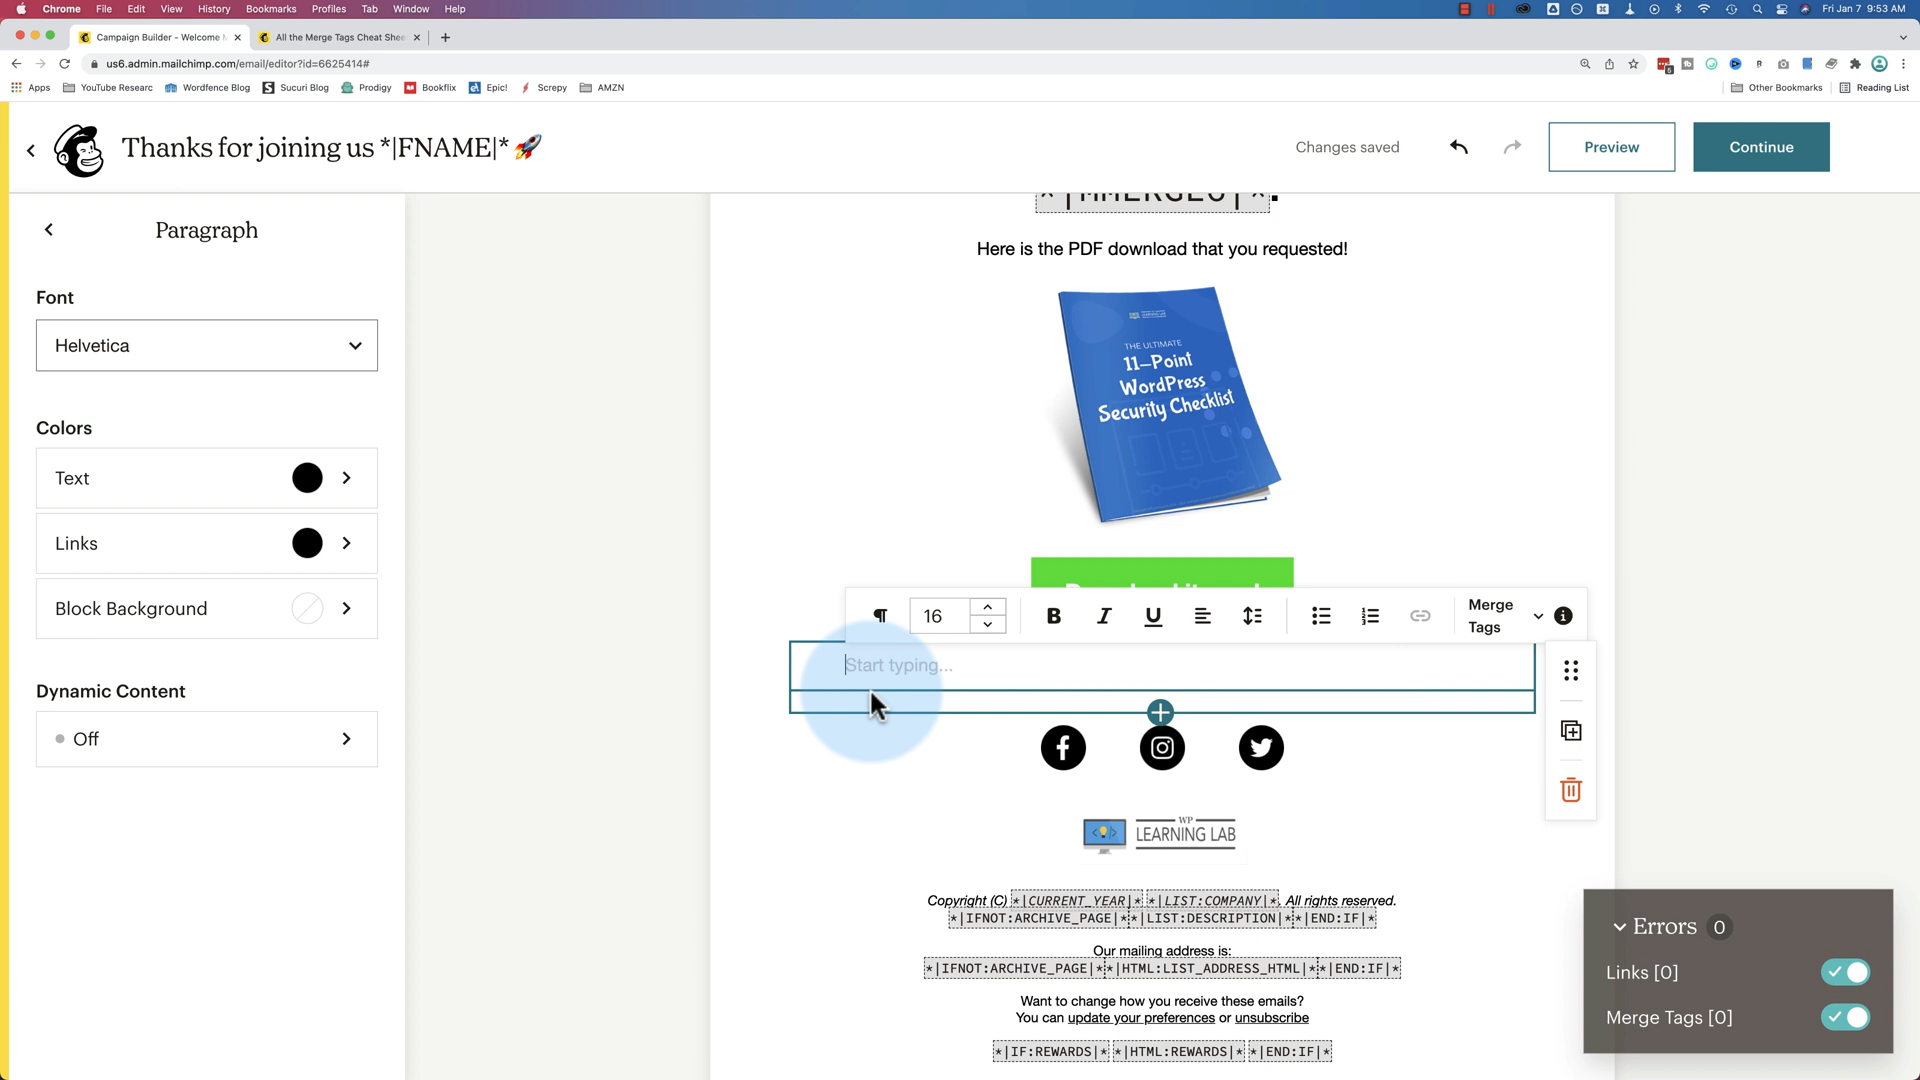 Chrome File Edit View History Bookmarks Profiles Tab Window Help
Fri Jan 7 9:53 AM
Campaign Builder - Welcome
All the Merge Tags Cheat Shee
us6.admin.mailchimp.com/email/editor?id=6625414#
Apps YouTube Researc Wordfence Blog Sucuri Blog Prodigy Bookflix Epic! Screpy AMZN
Other Bookmarks Reading List
Thanks for joining us *|FNAME|* 🚀
Changes saved
Preview
Continue
Paragraph
Font
Helvetica
Colors
Text
Links
Block Background
Dynamic Content
Off
Here is the PDF download that you requested!
THE ULTIMATE
11–Point
WordPress
Security Checklist
16
B I U
Merge
Tags
Start typing...
WP
LEARNING LAB
Copyright (C) *|CURRENT_YEAR|* *|LIST:COMPANY|*. All rights reserved.
*|IFNOT:ARCHIVE_PAGE|* *|LIST:DESCRIPTION|* *|END:IF|*
Our mailing address is:
*|IFNOT:ARCHIVE_PAGE|* *|HTML:LIST_ADDRESS_HTML|* *|END:IF|*
Want to change how you receive these emails?
You can update your preferences or unsubscribe
*|IF:REWARDS|* *|HTML:REWARDS|* *|END:IF|*
Errors 0
Links [0]
Merge Tags [0]